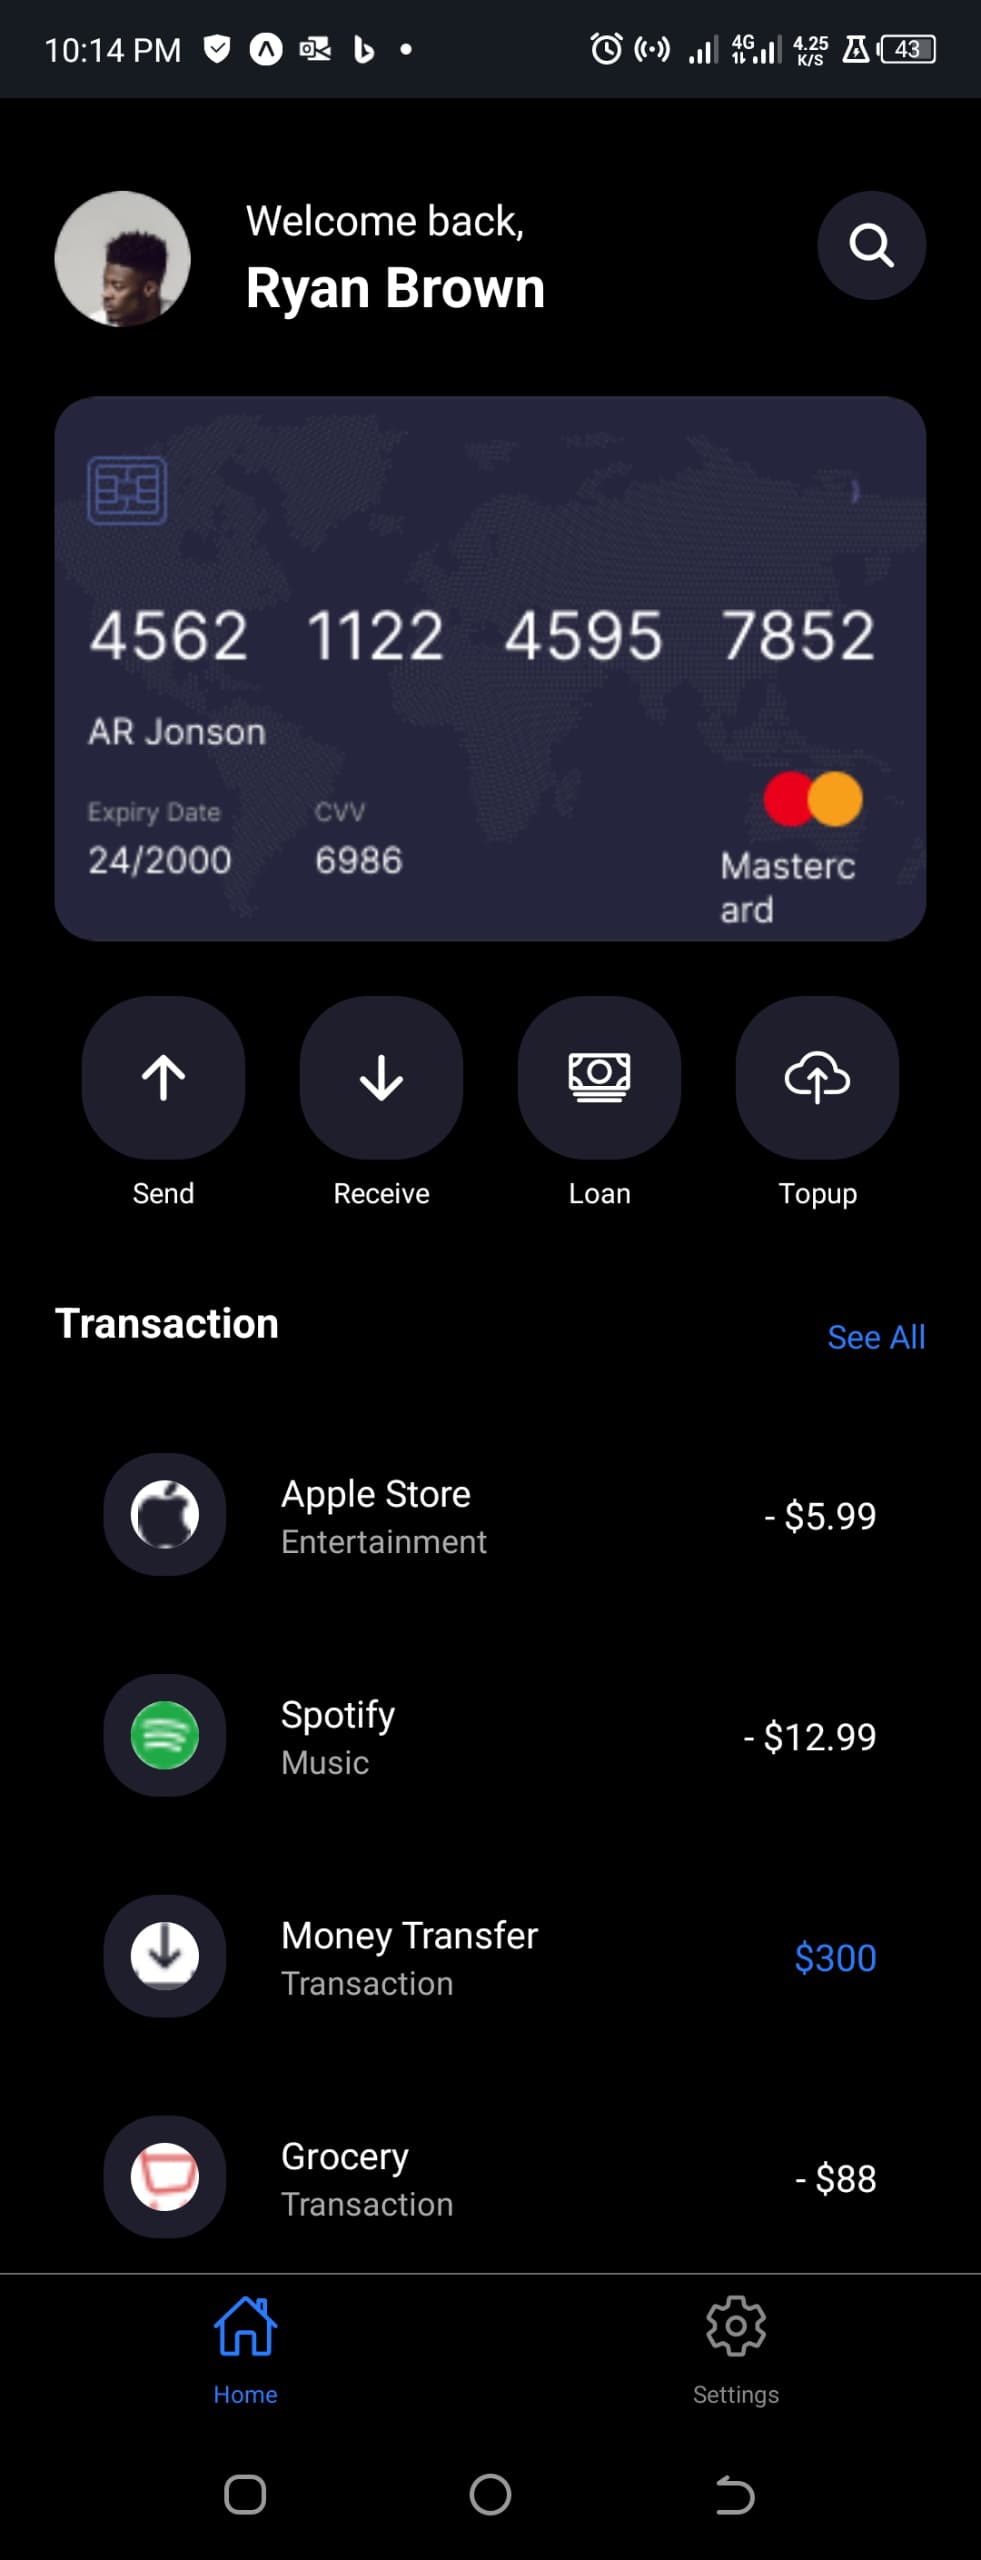 10:14 PM
4G
4.25
K/S
43
Welcome back,
Ryan Brown
4562 1122 4595 7852
AR Jonson
Expiry Date CVV
24/2000 6986
Masterc
ard
Send Receive Loan Topup
Transaction
See All
Apple Store
Entertainment
- $5.99
Spotify
Music
- $12.99
Money Transfer
Transaction
$300
Grocery
Transaction
- $88
Home Settings